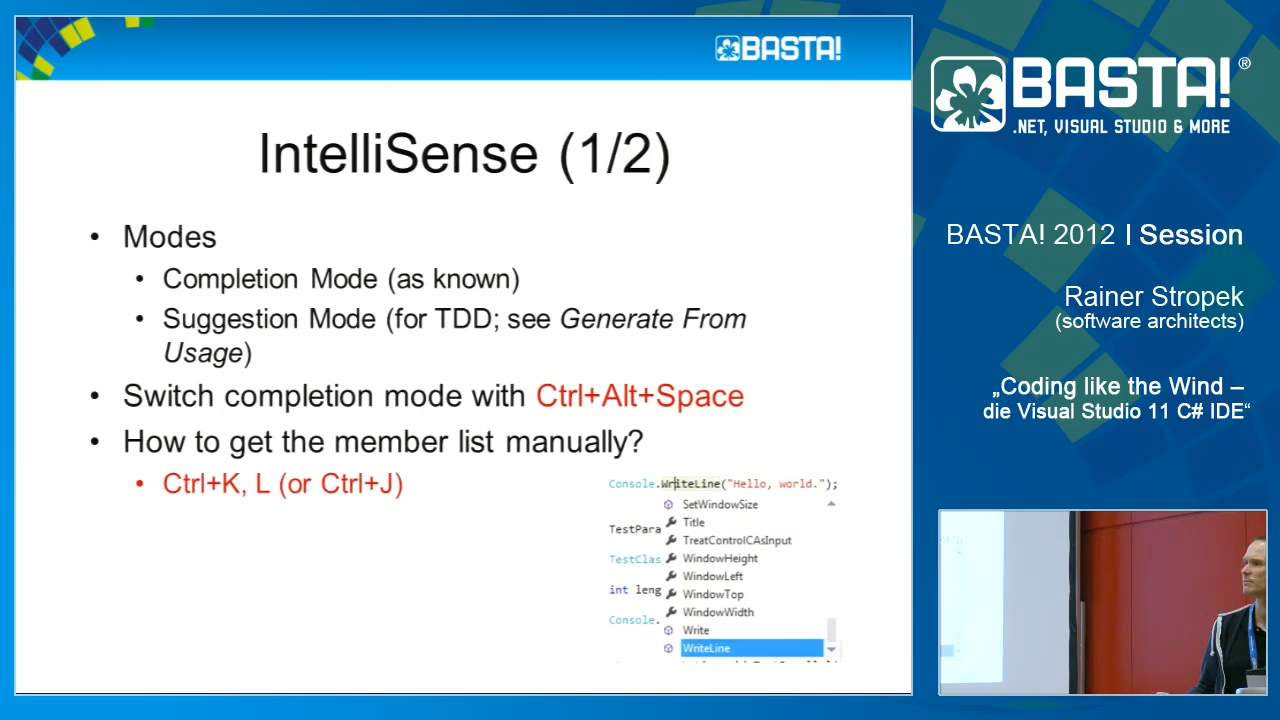 BASTA!
IntelliSense (1/2)
• Modes
• Completion Mode (as known)
• Suggestion Mode (for TDD; see Generate From
Usage)
• Switch completion mode with Ctrl+Alt+Space
• How to get the member list manually?
• Ctrl+K, L (or Ctrl+J)
Console.WriteLine("Hello, world.");
SetWindowSize
TestPara
Title
TreatControlCAsInput
TestClas
WindowHeight
WindowLeft
int leng
WindowTop
WindowWidth
Console.
Write
WriteLine
BASTA!®
.NET, VISUAL STUDIO & MORE
BASTA! 2012 | Session
Rainer Stropek
(software architects)
„Coding like the Wind –
die Visual Studio 11 C# IDE“